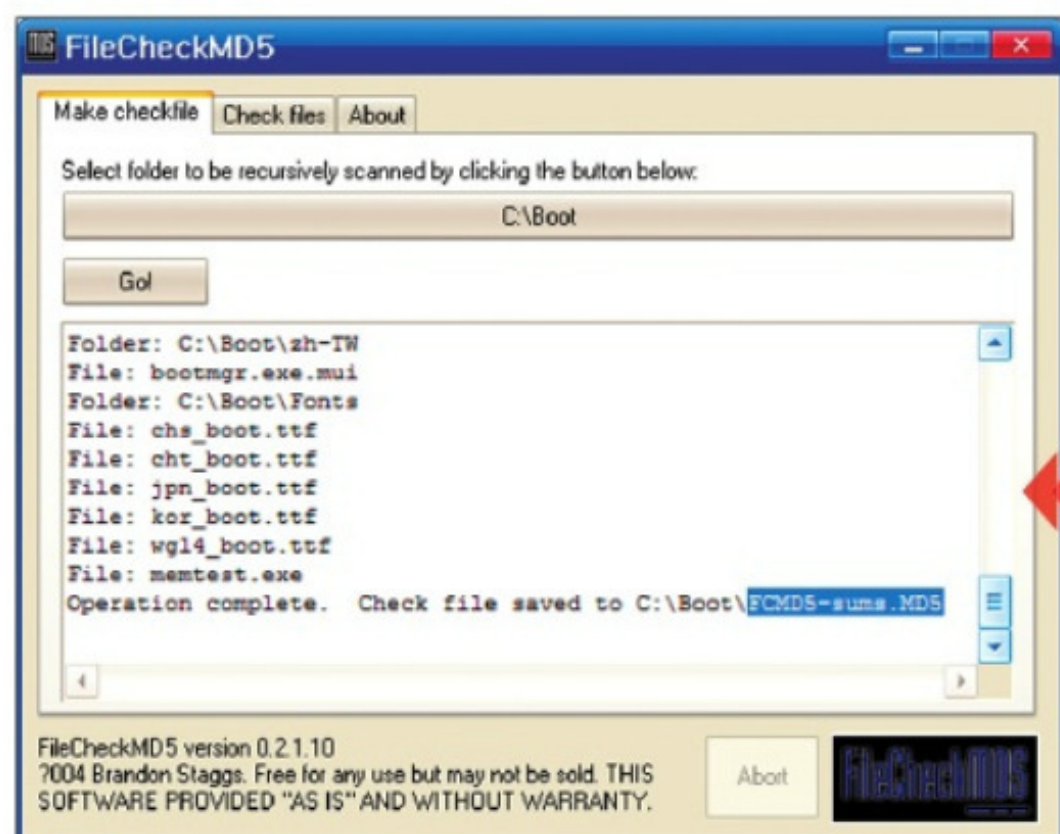 MD5 FileCheckMD5
Make checkfile Check files About
Select folder to be recursively scanned by clicking the button below:
C:\Boot
Go!
Folder: C:\Boot\zh-TW
File: bootmgr.exe.mui
Folder: C:\Boot\Fonts
File: chs_boot.ttf
File: cht_boot.ttf
File: jpn_boot.ttf
File: kor_boot.ttf
File: wgl4_boot.ttf
File: memtest.exe
Operation complete.  Check file saved to C:\Boot\FCMD5-sums.MD5
FileCheckMD5 version 0.2.1.10
?004 Brandon Staggs. Free for any use but may not be sold. THIS
SOFTWARE PROVIDED "AS IS" AND WITHOUT WARRANTY.
Abort
FileCheckMD5